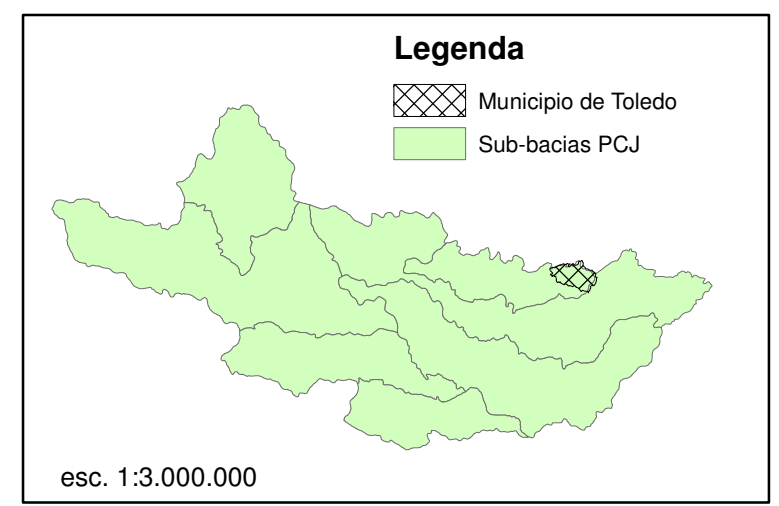 Legenda
Municipio de Toledo
Sub-bacias PCJ
esc. 1:3.000.000